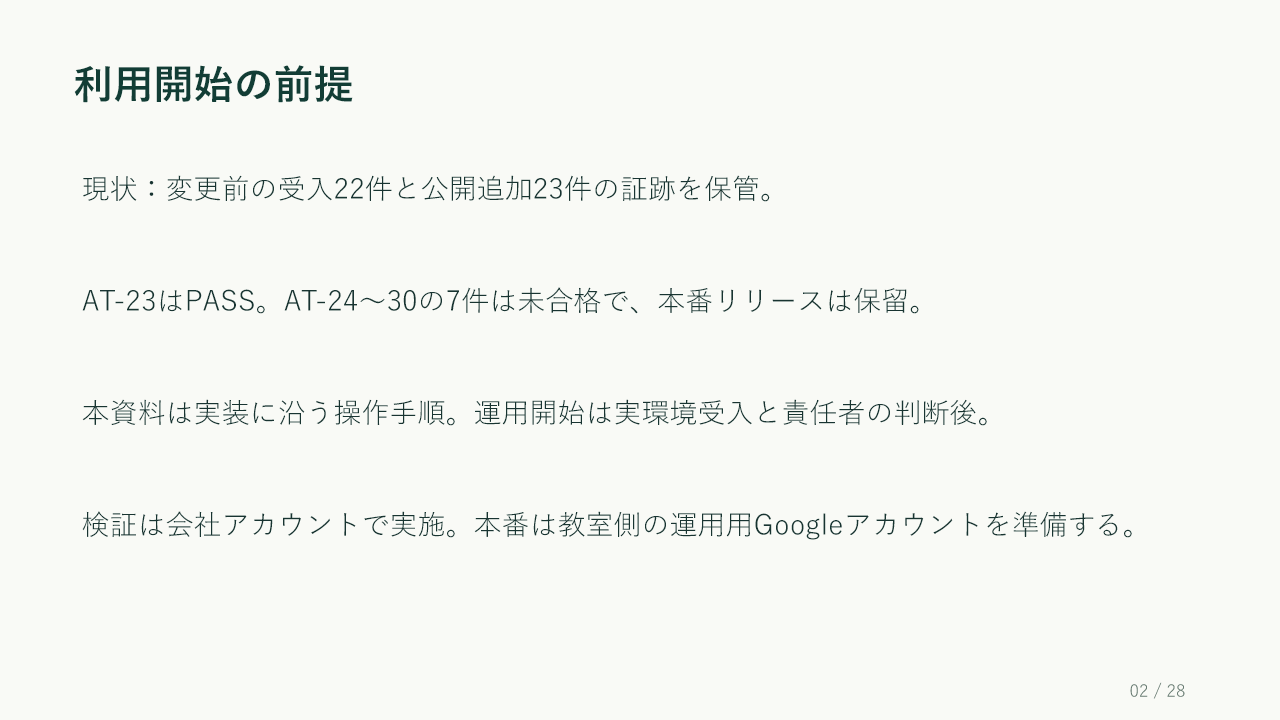 利用開始の前提
現状：変更前の受入22件と公開追加23件の証跡を保管。
AT-23はPASS。AT-24〜30の7件は未合格で、本番リリースは保留。
本資料は実装に沿う操作手順。運用開始は実環境受入と責任者の判断後。
検証は会社アカウントで実施。本番は教室側の運用用Googleアカウントを準備する。
02 / 28